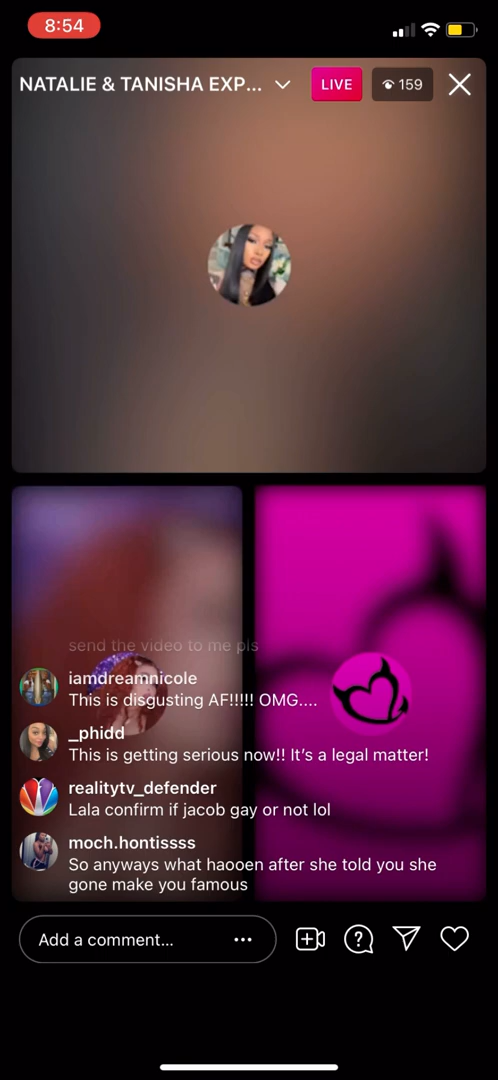 8:54
NATALIE & TANISHA EXP...
LIVE
159
send the video to me pls
iamdreamnicole
This is disgusting AF!!!!! OMG....
_phidd
This is getting serious now!! It's a legal matter!
realitytv_defender
Lala confirm if jacob gay or not lol
moch.hontissss
So anyways what haooen after she told you she
gone make you famous
Add a comment...